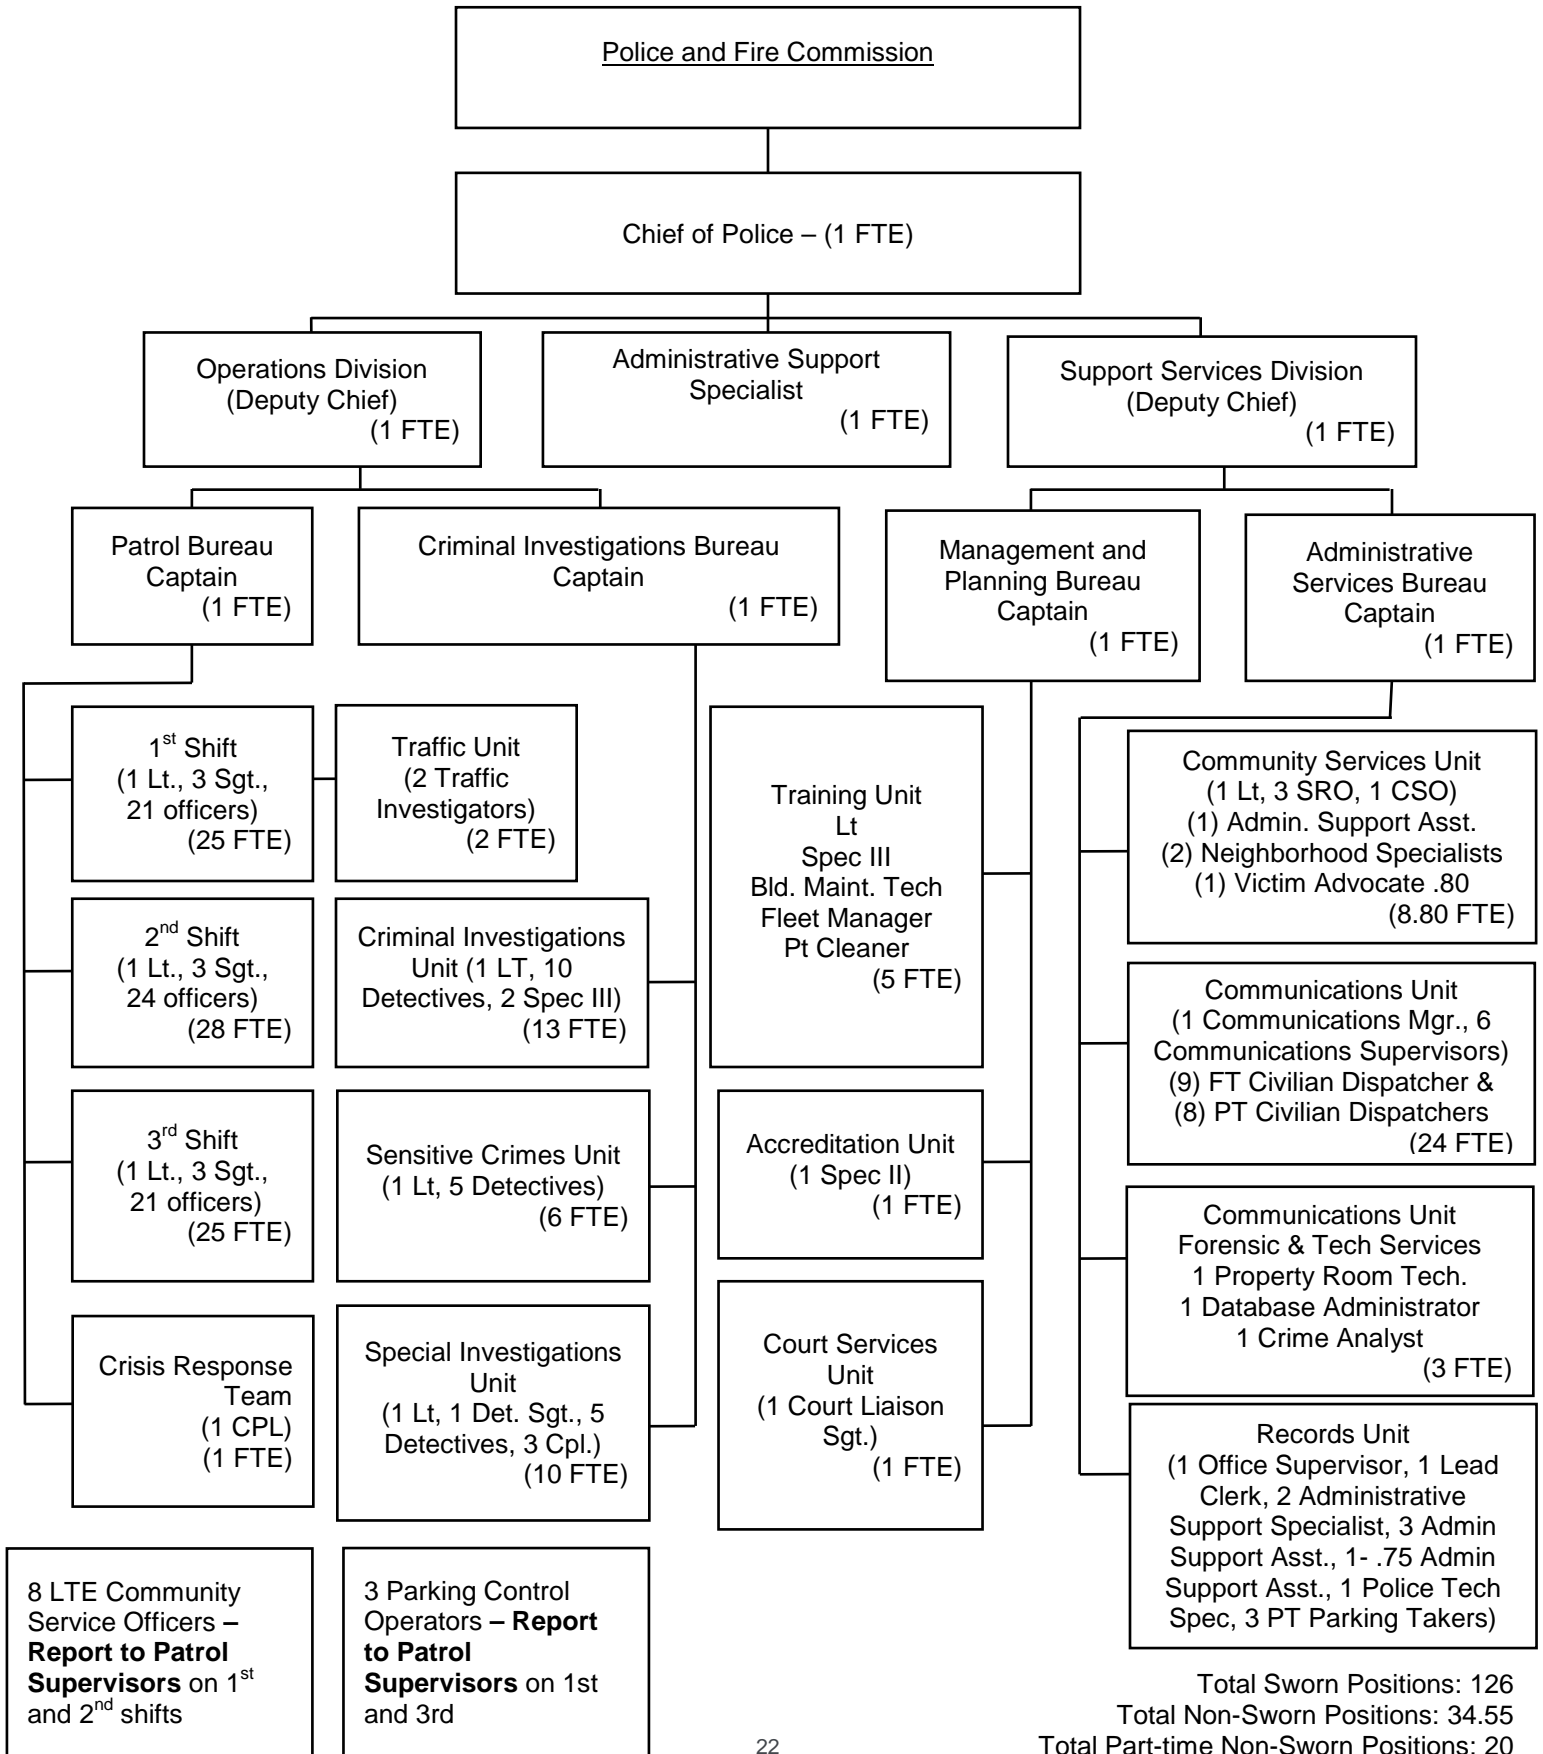 Police and Fire Commission
Chief of Police – (1 FTE)
Operations Division
(Deputy Chief)
(1 FTE)
Administrative Support
Specialist
(1 FTE)
Support Services Division
(Deputy Chief)
(1 FTE)
Patrol Bureau
Captain
(1 FTE)
Criminal Investigations Bureau
Captain
(1 FTE)
Management and
Planning Bureau
Captain
(1 FTE)
Administrative
Services Bureau
Captain
(1 FTE)
1st Shift
(1 Lt., 3 Sgt.,
21 officers)
(25 FTE)
Traffic Unit
(2 Traffic
Investigators)
(2 FTE)
2nd Shift
(1 Lt., 3 Sgt.,
24 officers)
(28 FTE)
Criminal Investigations
Unit (1 LT, 10
Detectives, 2 Spec III)
(13 FTE)
3rd Shift
(1 Lt., 3 Sgt.,
21 officers)
(25 FTE)
Sensitive Crimes Unit
(1 Lt, 5 Detectives)
(6 FTE)
Crisis Response
Team
(1 CPL)
(1 FTE)
Special Investigations
Unit
(1 Lt, 1 Det. Sgt., 5
Detectives, 3 Cpl.)
(10 FTE)
Training Unit
Lt
Spec III
Bld. Maint. Tech
Fleet Manager
Pt Cleaner
(5 FTE)
Accreditation Unit
(1 Spec II)
(1 FTE)
Court Services
Unit
(1 Court Liaison
Sgt.)
(1 FTE)
Community Services Unit
(1 Lt, 3 SRO, 1 CSO)
(1) Admin. Support Asst.
(2) Neighborhood Specialists
(1) Victim Advocate .80
(8.80 FTE)
Communications Unit
(1 Communications Mgr., 6
Communications Supervisors)
(9) FT Civilian Dispatcher &
(8) PT Civilian Dispatchers
(24 FTE)
Communications Unit
Forensic & Tech Services
1 Property Room Tech.
1 Database Administrator
1 Crime Analyst
(3 FTE)
Records Unit
(1 Office Supervisor, 1 Lead
Clerk, 2 Administrative
Support Specialist, 3 Admin
Support Asst., 1- .75 Admin
Support Asst., 1 Police Tech
Spec, 3 PT Parking Takers)
8 LTE Community
Service Officers –
Report to Patrol
Supervisors on 1st
and 2nd shifts
3 Parking Control
Operators – Report
to Patrol
Supervisors on 1st
and 3rd
Total Sworn Positions: 126
Total Non-Sworn Positions: 34.55
Total Part-time Non-Sworn Positions: 20
22